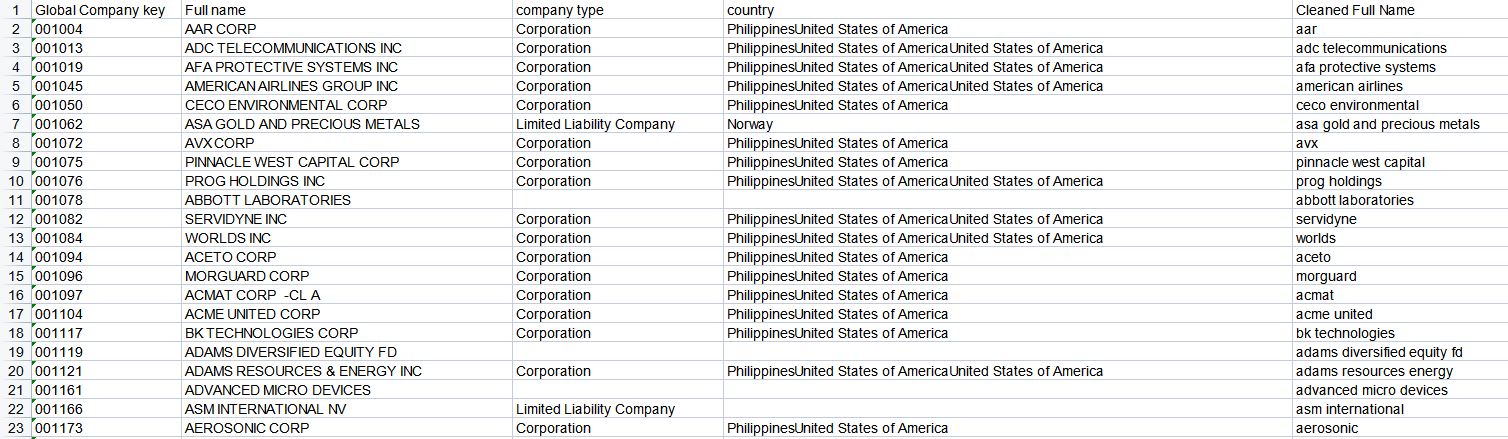 1 Global Company key Full name company type country Cleaned Full Name
2 001004 AAR CORP Corporation PhilippinesUnited States of America aar
3 001013 ADC TELECOMMUNICATIONS INC Corporation PhilippinesUnited States of AmericaUnited States of America adc telecommunications
4 001019 AFA PROTECTIVE SYSTEMS INC Corporation PhilippinesUnited States of AmericaUnited States of America afa protective systems
5 001045 AMERICAN AIRLINES GROUP INC Corporation PhilippinesUnited States of AmericaUnited States of America american airlines
6 001050 CECO ENVIRONMENTAL CORP Corporation PhilippinesUnited States of America ceco environmental
7 001062 ASA GOLD AND PRECIOUS METALS Limited Liability Company Norway asa gold and precious metals
8 001072 AVX CORP Corporation PhilippinesUnited States of America avx
9 001075 PINNACLE WEST CAPITAL CORP Corporation PhilippinesUnited States of America pinnacle west capital
10 001076 PROG HOLDINGS INC Corporation PhilippinesUnited States of AmericaUnited States of America prog holdings
11 001078 ABBOTT LABORATORIES abbott laboratories
12 001082 SERVIDYNE INC Corporation PhilippinesUnited States of AmericaUnited States of America servidyne
13 001084 WORLDS INC Corporation PhilippinesUnited States of AmericaUnited States of America worlds
14 001094 ACETO CORP Corporation PhilippinesUnited States of America aceto
15 001096 MORGUARD CORP Corporation PhilippinesUnited States of America morguard
16 001097 ACMAT CORP -CL A Corporation PhilippinesUnited States of America acmat
17 001104 ACME UNITED CORP Corporation PhilippinesUnited States of America acme united
18 001117 BK TECHNOLOGIES CORP Corporation PhilippinesUnited States of America bk technologies
19 001119 ADAMS DIVERSIFIED EQUITY FD adams diversified equity fd
20 001121 ADAMS RESOURCES & ENERGY INC Corporation PhilippinesUnited States of AmericaUnited States of America adams resources energy
21 001161 ADVANCED MICRO DEVICES advanced micro devices
22 001166 ASM INTERNATIONAL NV Limited Liability Company asm international
23 001173 AEROSONIC CORP Corporation PhilippinesUnited States of America aerosonic